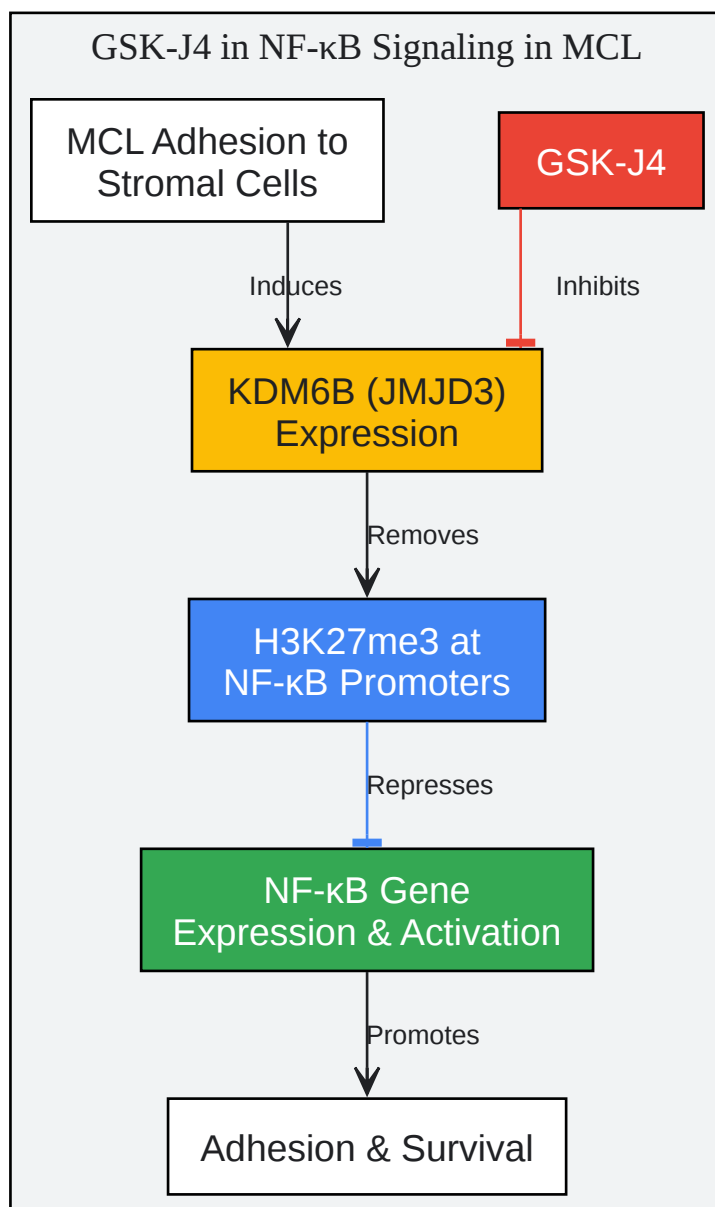 GSK-J4 in NF-κB Signaling in MCL
MCL Adhesion to
Stromal Cells
GSK-J4
Induces
Inhibits
KDM6B (JMJD3)
Expression
Removes
H3K27me3 at
NF-κB Promoters
Represses
NF-κB Gene
Expression & Activation
Promotes
Adhesion & Survival